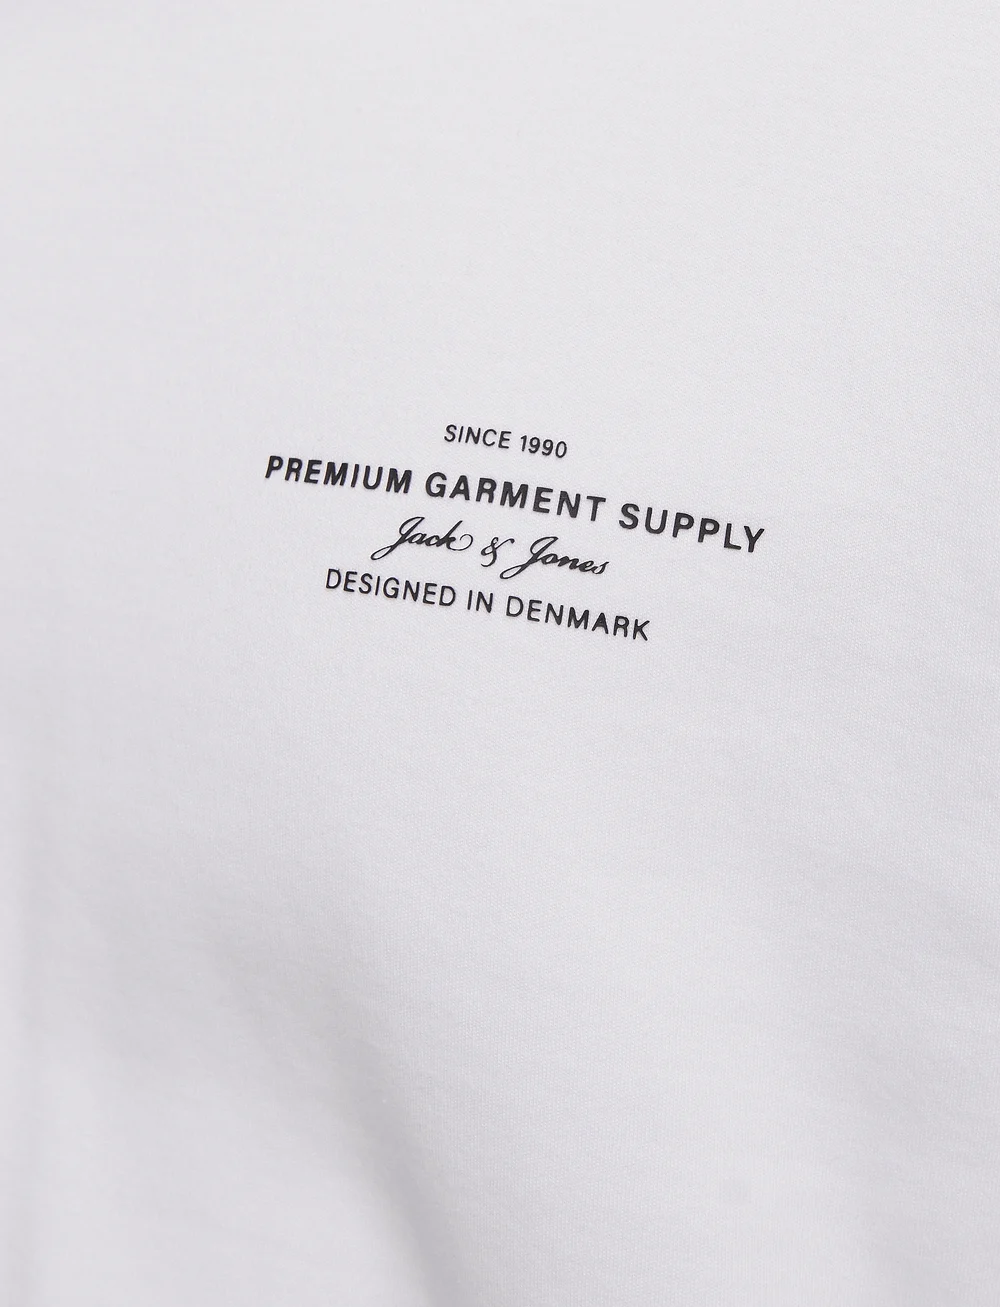 SINCE 1990
PREMIUM GARMENT SUPPLY
Jack & Jones
DESIGNED IN DENMARK